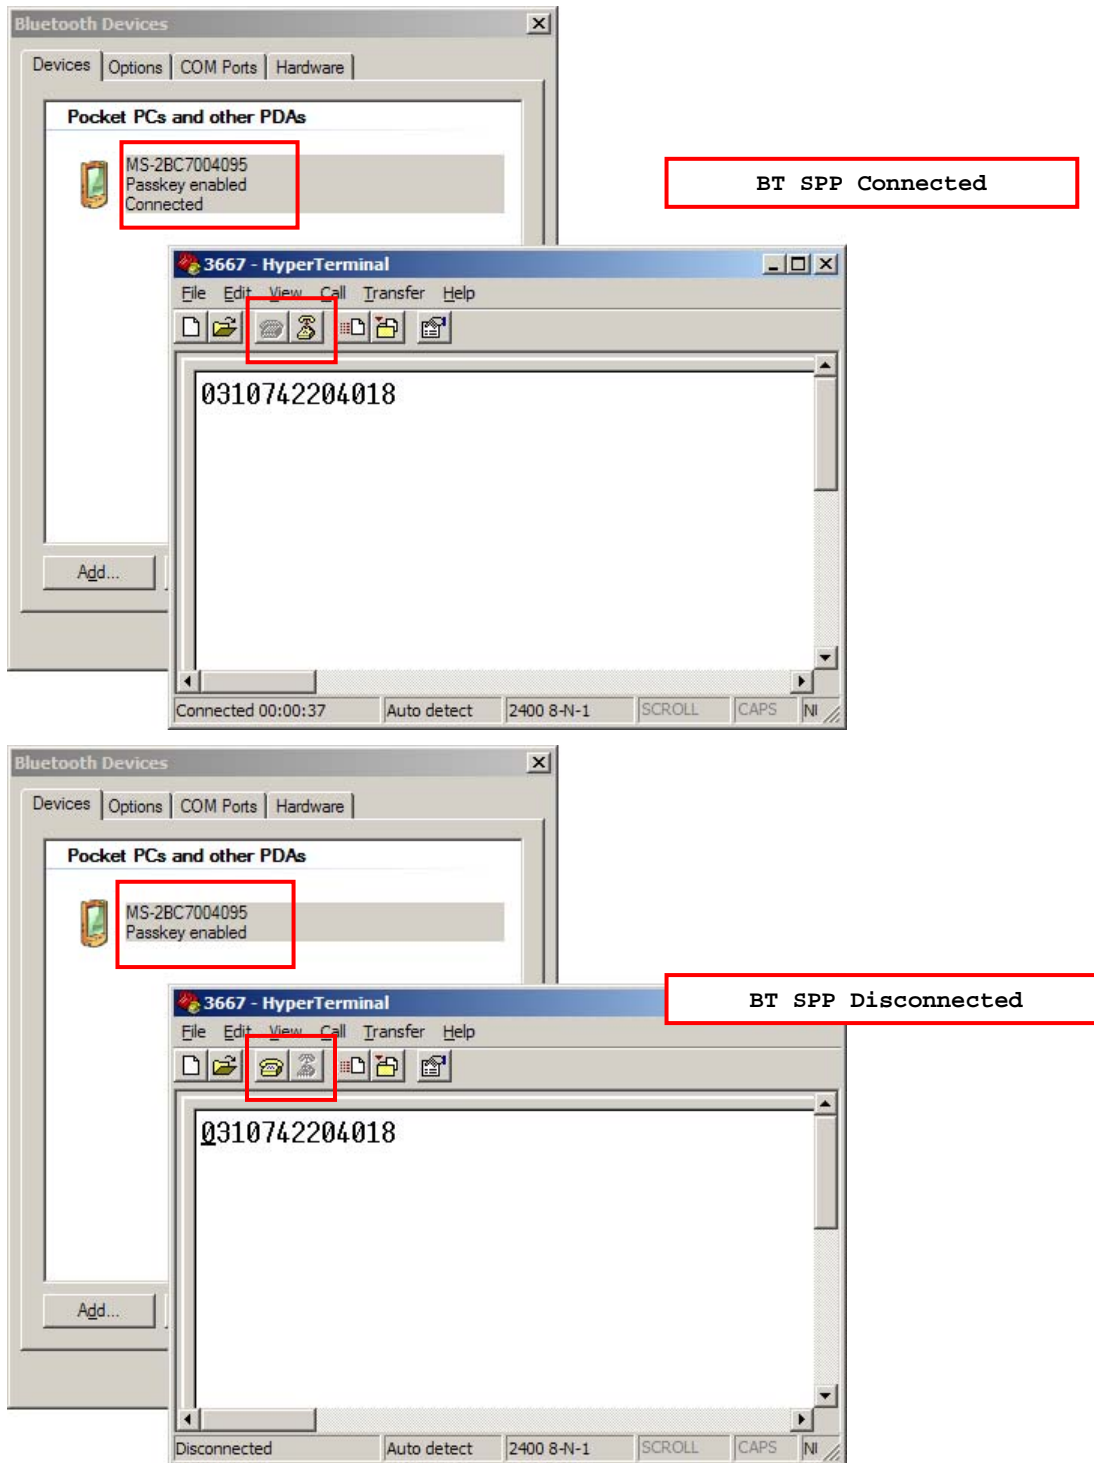 Bluetooth Devices
Devices Options COM Ports Hardware
Pocket PCs and other PDAs
MS-2BC7004095
Passkey enabled
Connected
BT SPP Connected
3667 - HyperTerminal
File Edit View Call Transfer Help
0310742204018
Add...
Connected 00:00:37 Auto detect 2400 8-N-1 SCROLL CAPS
Bluetooth Devices
Devices Options COM Ports Hardware
Pocket PCs and other PDAs
MS-2BC7004095
Passkey enabled
BT SPP Disconnected
3667 - HyperTerminal
File Edit View Call Transfer Help
0310742204018
Add...
Disconnected Auto detect 2400 8-N-1 SCROLL CAPS